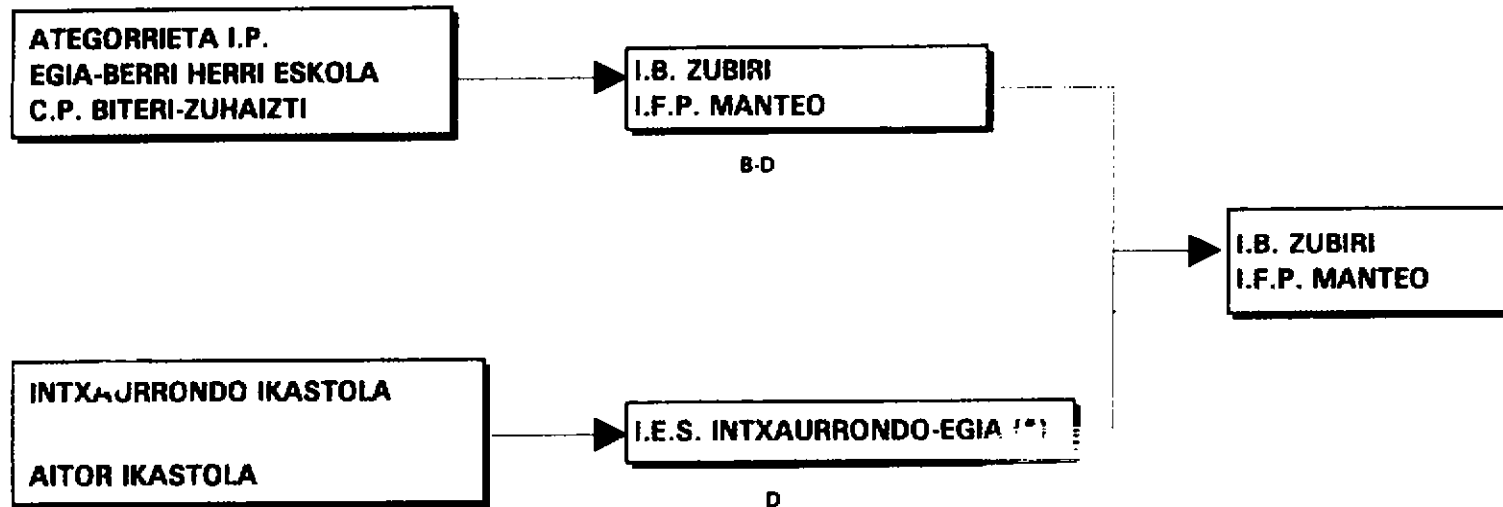 ATEGORRIETA I.P.
EGIA-BERRI HERRI ESKOLA
C.P. BITERI-ZUHAIZTI
I.B. ZUBIRI
I.F.P. MANTEO
B-D
I.B. ZUBIRI
I.F.P. MANTEO
INTXAURRONDO IKASTOLA
AITOR IKASTOLA
I.E.S. INTXAURRONDO-EGIA (*)
D